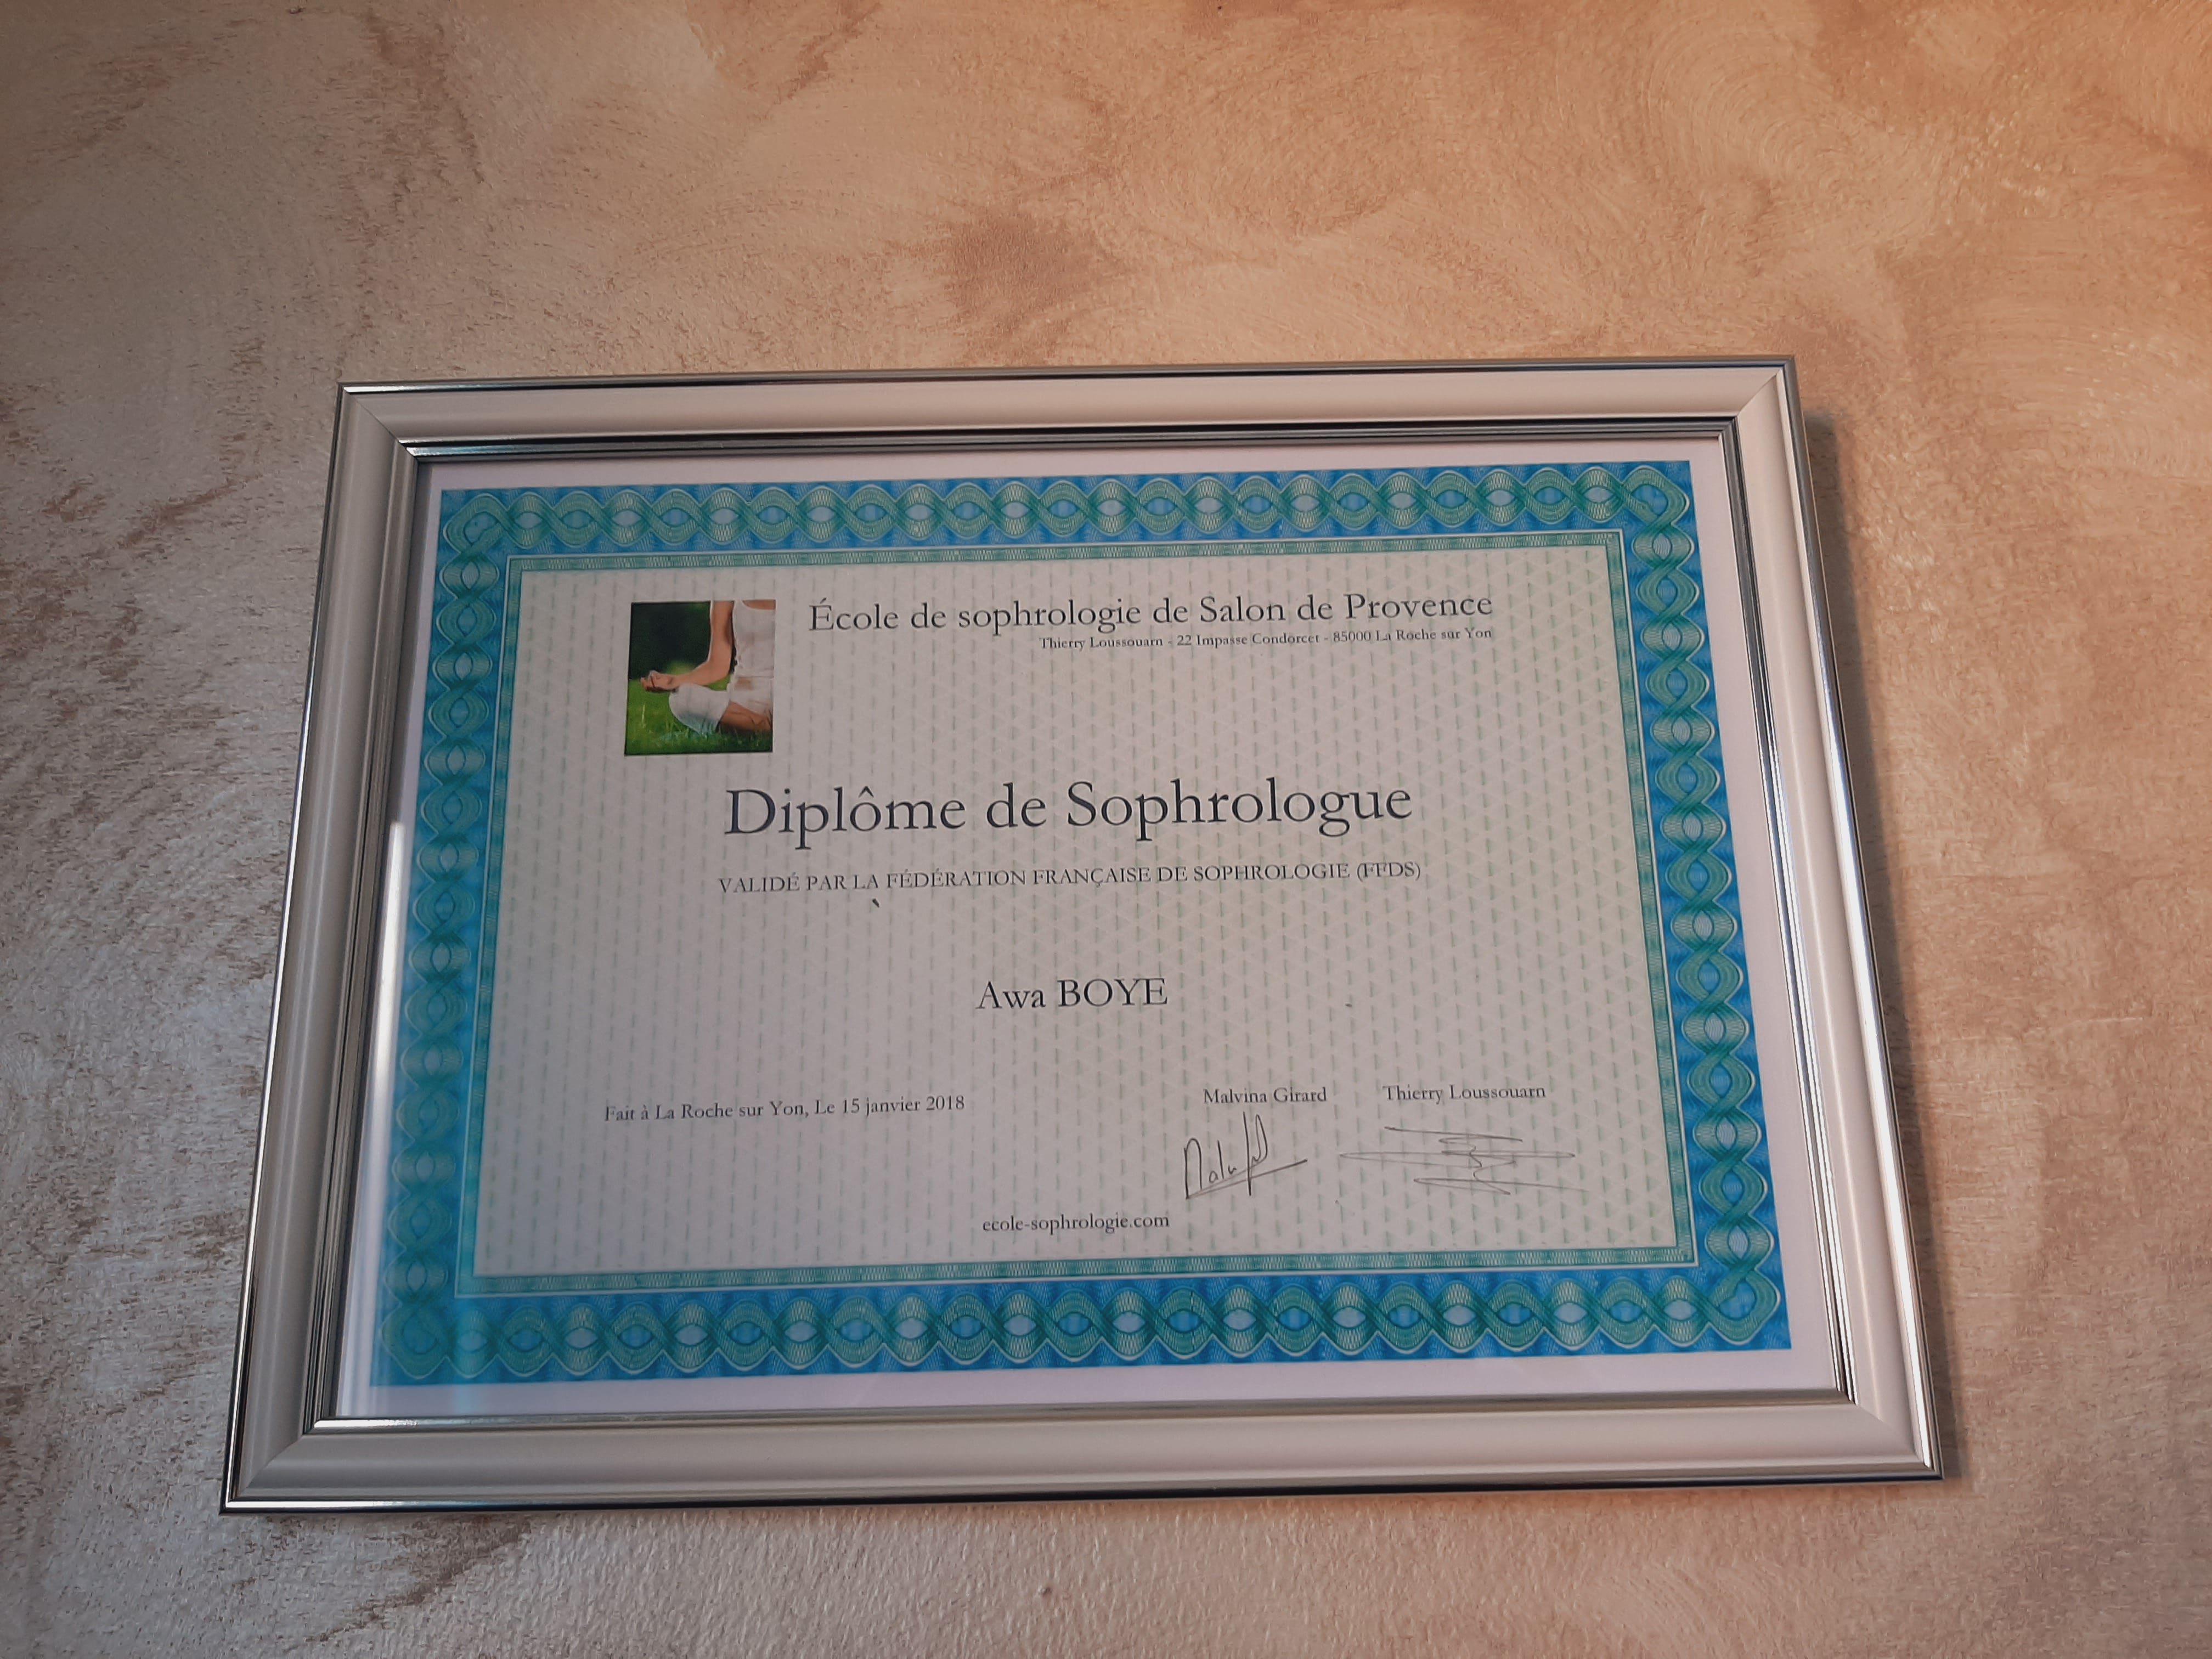 École de sophrologie de Salon de Provence
Thierry Loussouarn - 22 Impasse Condorcet - 85000 La Roche sur Yon
Diplôme de Sophrologue
VALIDÉ PAR LA FÉDÉRATION FRANÇAISE DE SOPHROLOGIE (FFDS)
Awa BOYE
Fait à La Roche sur Yon, Le 15 janvier 2018
Malvina Girard
Thierry Loussouarn
ecole-sophrologie.com